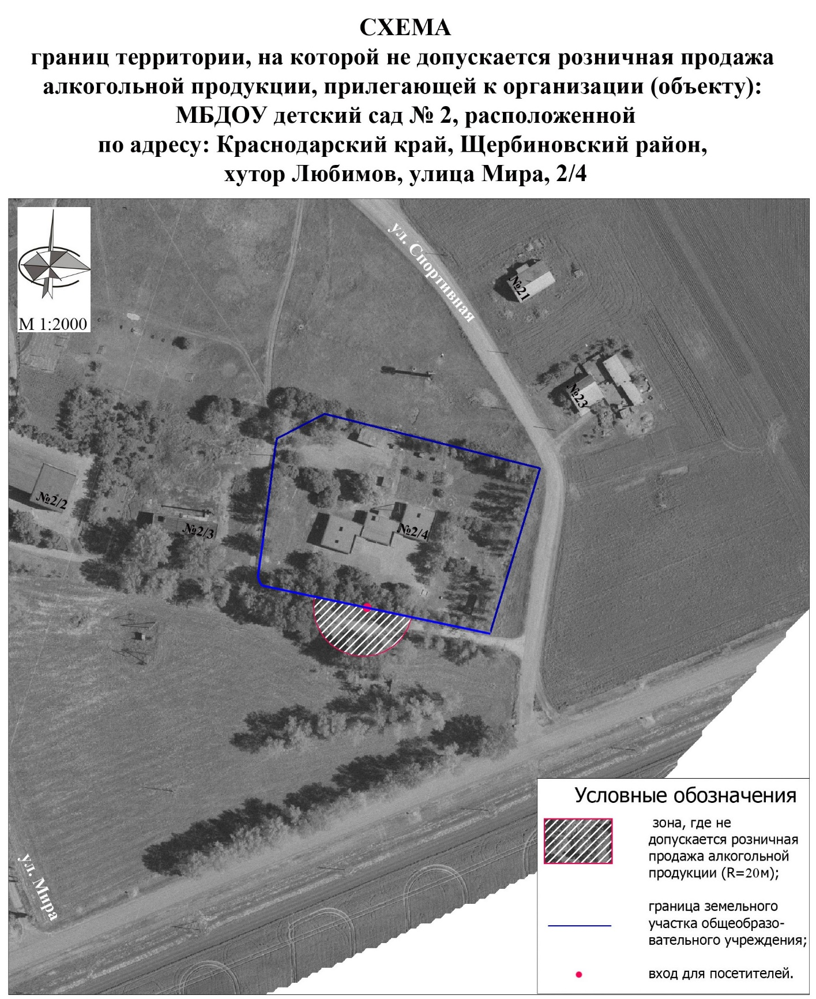 СХЕМА
границ территории, на которой не допускается розничная продажа
алкогольной продукции, прилегающей к организации (объекту):
МБДОУ детский сад № 2, расположенной
по адресу: Краснодарский край, Щербиновский район,
хутор Любимов, улица Мира, 2/4
М 1:2000
ул. Спортивная
№21
№23
№2/2
№2/3
№2/4
ул. Мира
Условные обозначения
зона, где не
допускается розничная
продажа алкогольной
продукции (R=20м);
граница земельного
участка общеобразо-
вательного учреждения;
вход для посетителей.